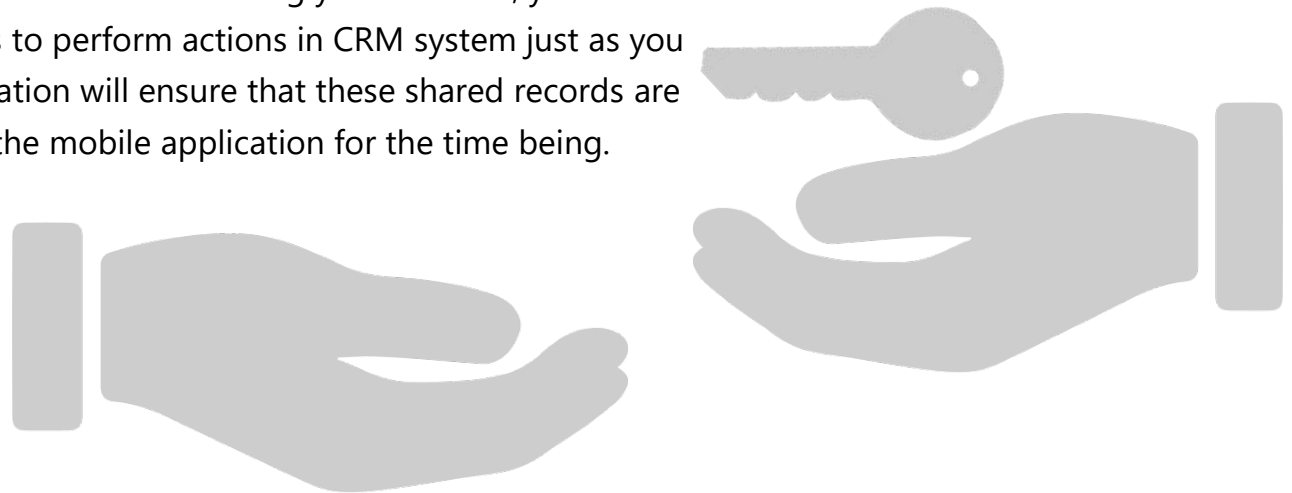 s to perform actions in CRM system just as you
ation will ensure that these shared records are
the mobile application for the time being.